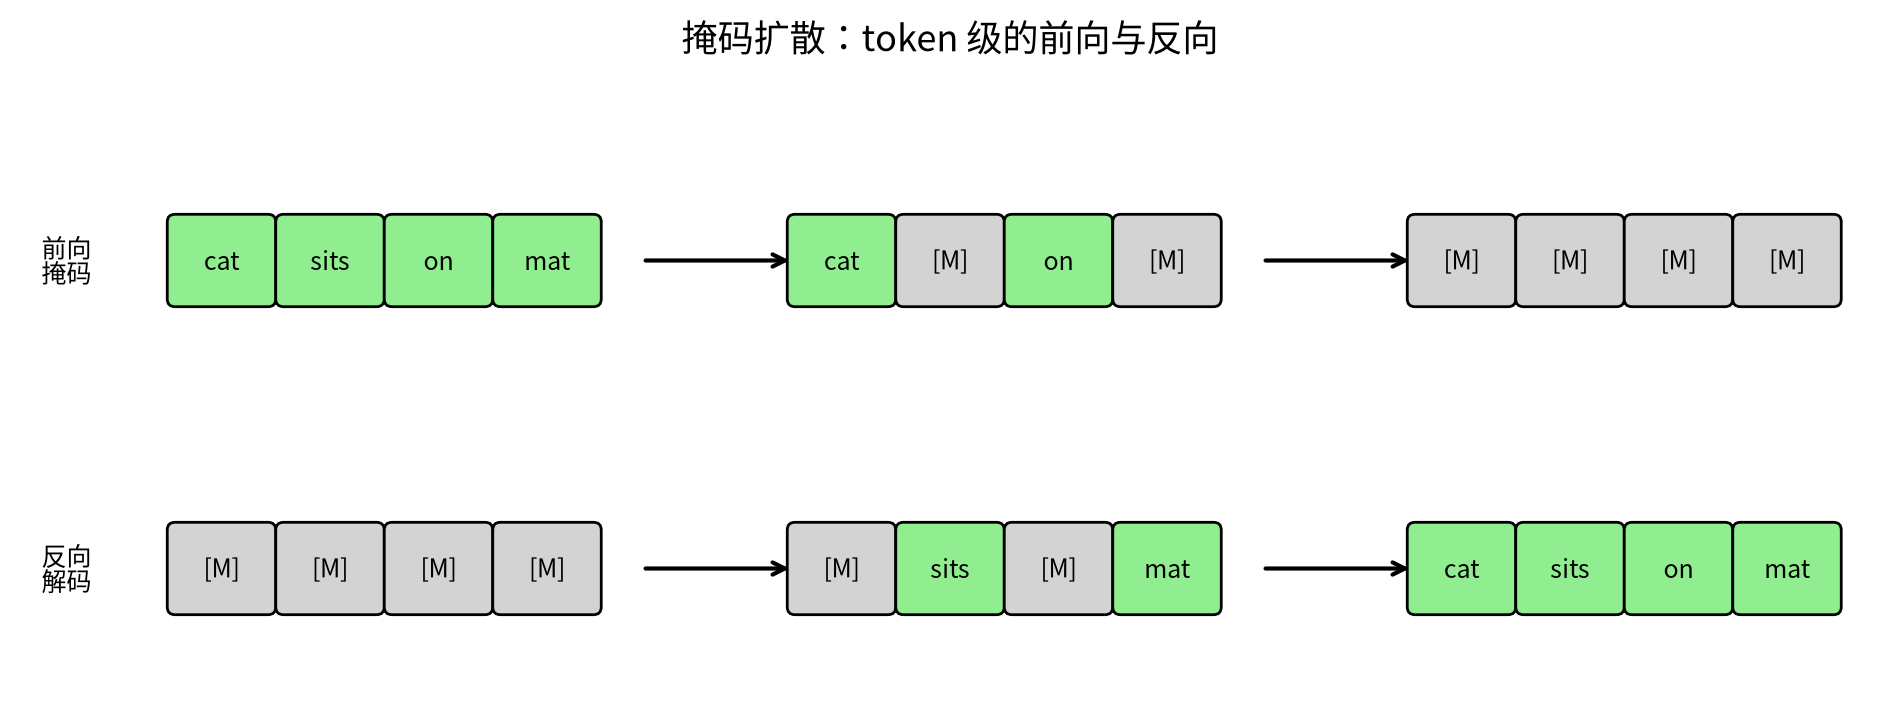 掩码扩散：token 级的前向与反向
前向
掩码
cat sits on mat
cat [M] on [M]
[M] [M] [M] [M]
反向
解码
[M] [M] [M] [M]
[M] sits [M] mat
cat sits on mat